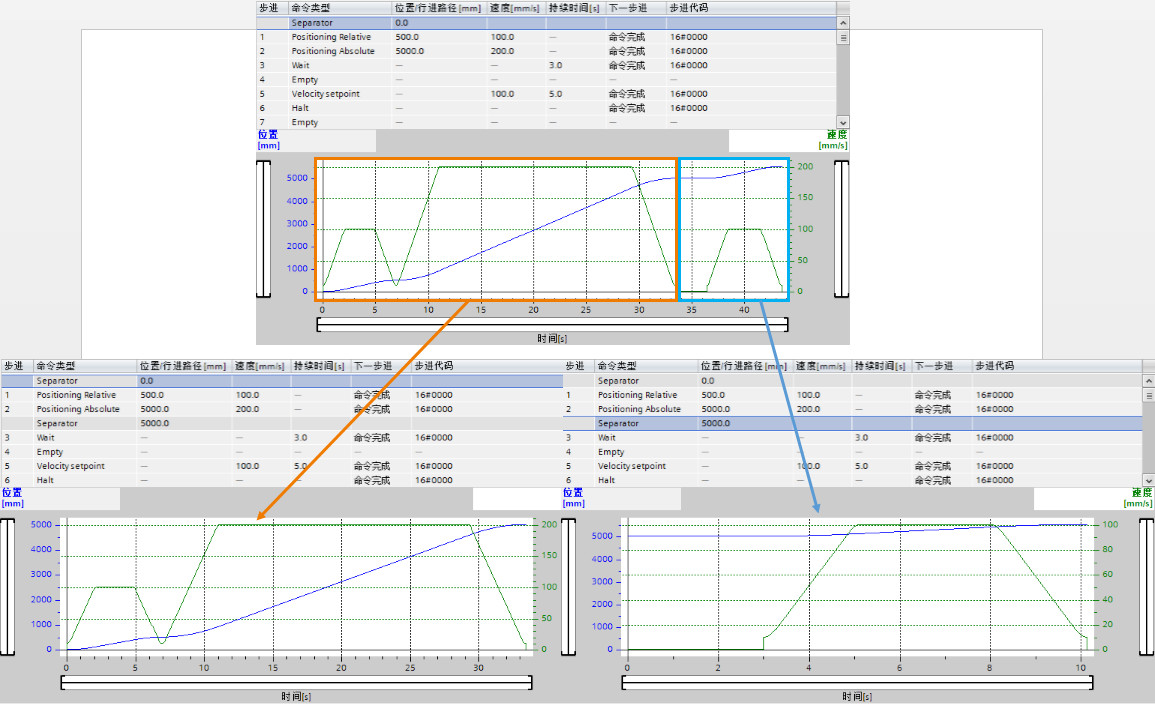 步进 命令类型 位置/行进路径 [mm] 速度[mm/s] 持续时间[s] 下一步进 步进代码
Separator 0.0
1 Positioning Relative 500.0 100.0 — 命令完成 16#0000
2 Positioning Absolute 5000.0 200.0 — 命令完成 16#0000
3 Wait — — 3.0 命令完成 16#0000
4 Empty — — — — —
5 Velocity setpoint — 100.0 5.0 命令完成 16#0000
6 Halt — — — 命令完成 16#0000
7 Empty — — — — —
位置 速度
[mm] [mm/s]
5000 200
4000 150
3000 100
2000 50
1000
0 0
0 5 10 15 20 25 30 35 40
时间[s]
步进 命令类型 位置/行进路径 [mm] 速度[mm/s] 持续时间[s] 下一步进 步进代码
Separator 0.0
1 Positioning Relative 500.0 100.0 — 命令完成 16#0000
2 Positioning Absolute 5000.0 200.0 — 命令完成 16#0000
Separator 5000.0
3 Wait — — 3.0 命令完成 16#0000
4 Empty — — — — —
5 Velocity setpoint — 100.0 5.0 命令完成 16#0000
6 Halt — — — 命令完成 16#0000
位置
[mm]
5000 200
4000 150
3000
2000 100
1000 50
0 0
0 5 10 15 20 25 30
时间[s]
步进 命令类型 位置/行进路径 [mm] 速度[mm/s] 持续时间[s] 下一步进 步进代码
Separator 0.0
1 Positioning Relative 500.0 100.0 — 命令完成 16#0000
2 Positioning Absolute 5000.0 200.0 — 命令完成 16#0000
Separator 5000.0
3 Wait — — 3.0 命令完成 16#0000
4 Empty — — — — —
5 Velocity setpoint — 100.0 5.0 命令完成 16#0000
6 Halt — — — 命令完成 16#0000
位置 速度
[mm] [mm/s]
5000 100
4000 80
3000 60
2000 40
1000 20
0 0
0 2 4 6 8 10
时间[s]